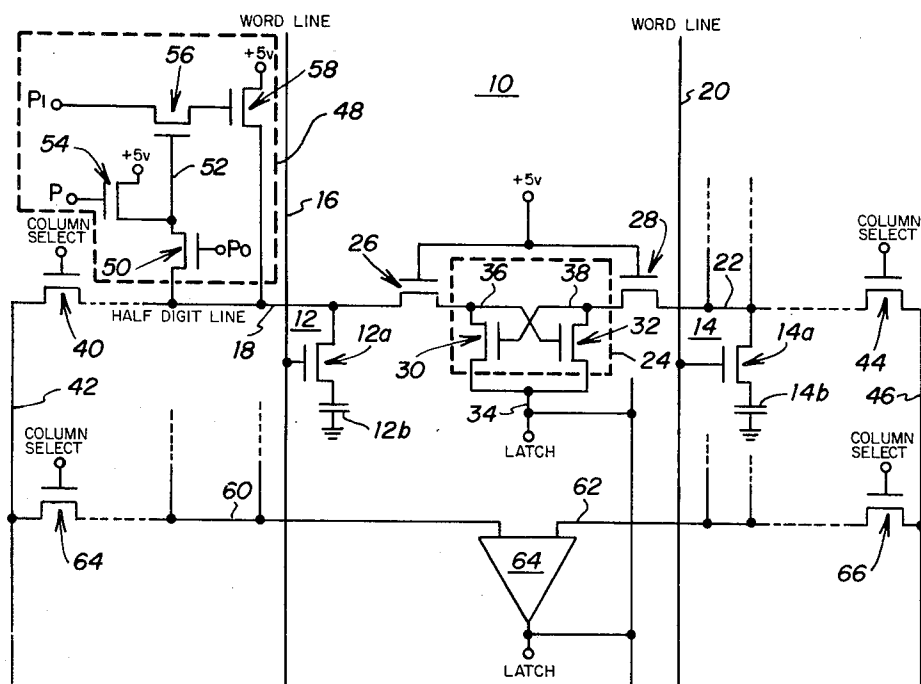 WORD LINE
WORD LINE
56
+5v
58
10
20
P1
48
54
+5v
52
16
+5v
28
P
COLUMN SELECT
50
Po
26
36
38
22
COLUMN SELECT
HALF DIGIT LINE
18
12
12a
30
32
24
14
14a
44
40
42
34
12b
LATCH
14b
46
COLUMN SELECT
COLUMN SELECT
60
62
64
64
66
LATCH